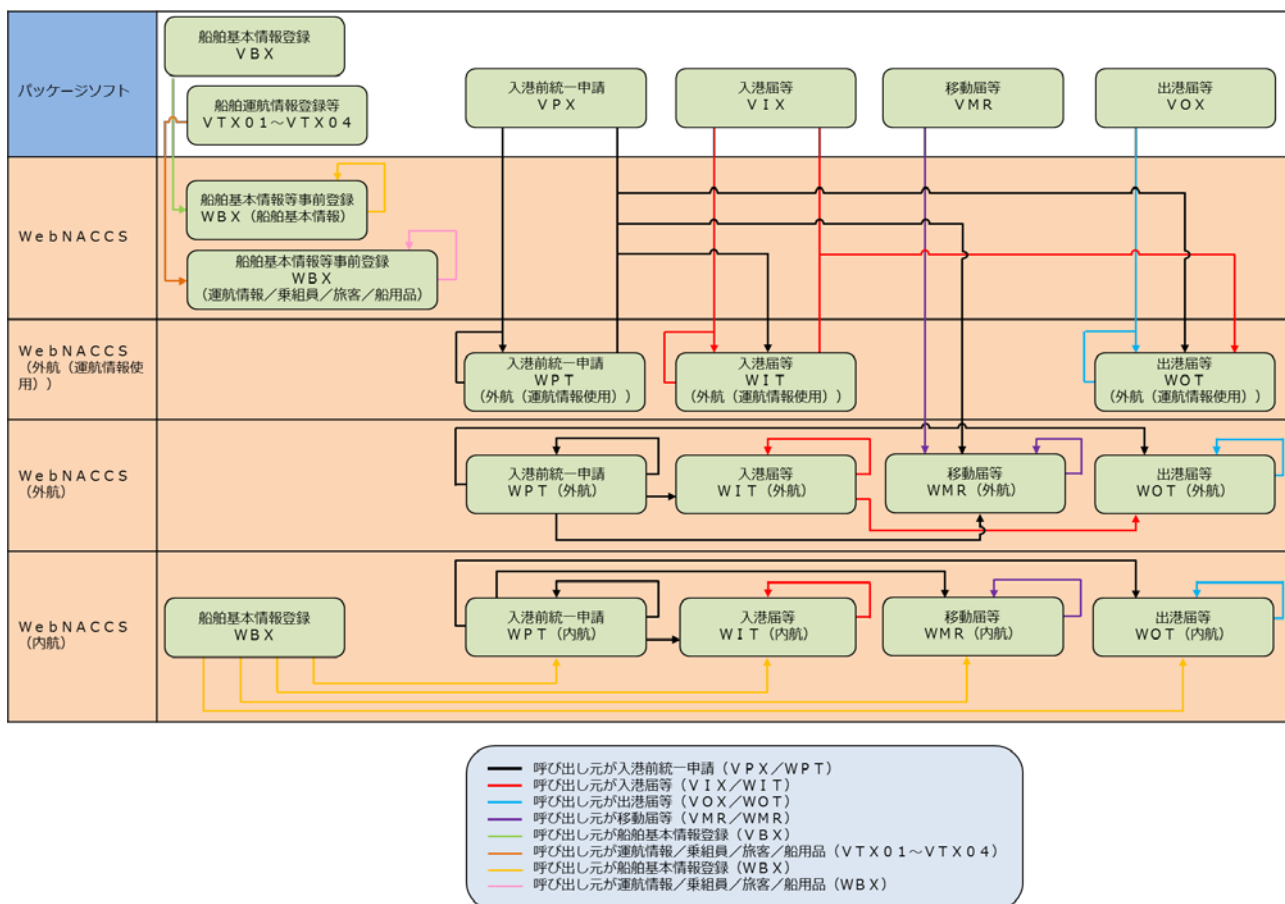 パッケージソフト
船舶基本情報登録
ＶＢＸ
船舶運航情報登録等
ＶＴＸ０１～ＶＴＸ０４
入港前統一申請
ＶＰＸ
入港届等
ＶＩＸ
移動届等
ＶＭＲ
出港届等
ＶＯＸ
ＷｅｂＮＡＣＣＳ
船舶基本情報等事前登録
ＷＢＸ（船舶基本情報）
船舶基本情報等事前登録
ＷＢＸ
（運航情報／乗組員／旅客／船用品）
ＷｅｂＮＡＣＣＳ
（外航（運航情報使
用））
入港前統一申請
ＷＰＴ
（外航（運航情報使用））
入港届等
ＷＩＴ
（外航（運航情報使用））
出港届等
ＷＯＴ
（外航（運航情報使用））
ＷｅｂＮＡＣＣＳ
（外航）
入港前統一申請
ＷＰＴ（外航）
入港届等
ＷＩＴ（外航）
移動届等
ＷＭＲ（外航）
出港届等
ＷＯＴ（外航）
ＷｅｂＮＡＣＣＳ
（内航）
船舶基本情報登録
ＷＢＸ
入港前統一申請
ＷＰＴ（内航）
入港届等
ＷＩＴ（内航）
移動届等
ＷＭＲ（内航）
出港届等
ＷＯＴ（内航）
呼び出し元が入港前統一申請（ＶＰＸ／ＷＰＴ）
呼び出し元が入港届等（ＶＩＸ／ＷＩＴ）
呼び出し元が出港届等（ＶＯＸ／ＷＯＴ）
呼び出し元が移動届等（ＶＭＲ／ＷＭＲ）
呼び出し元が船舶基本情報登録（ＶＢＸ）
呼び出し元が運航情報／乗組員／旅客／船用品（ＶＴＸ０１～ＶＴＸ０４）
呼び出し元が船舶基本情報登録（ＷＢＸ）
呼び出し元が運航情報／乗組員／旅客／船用品（ＷＢＸ）